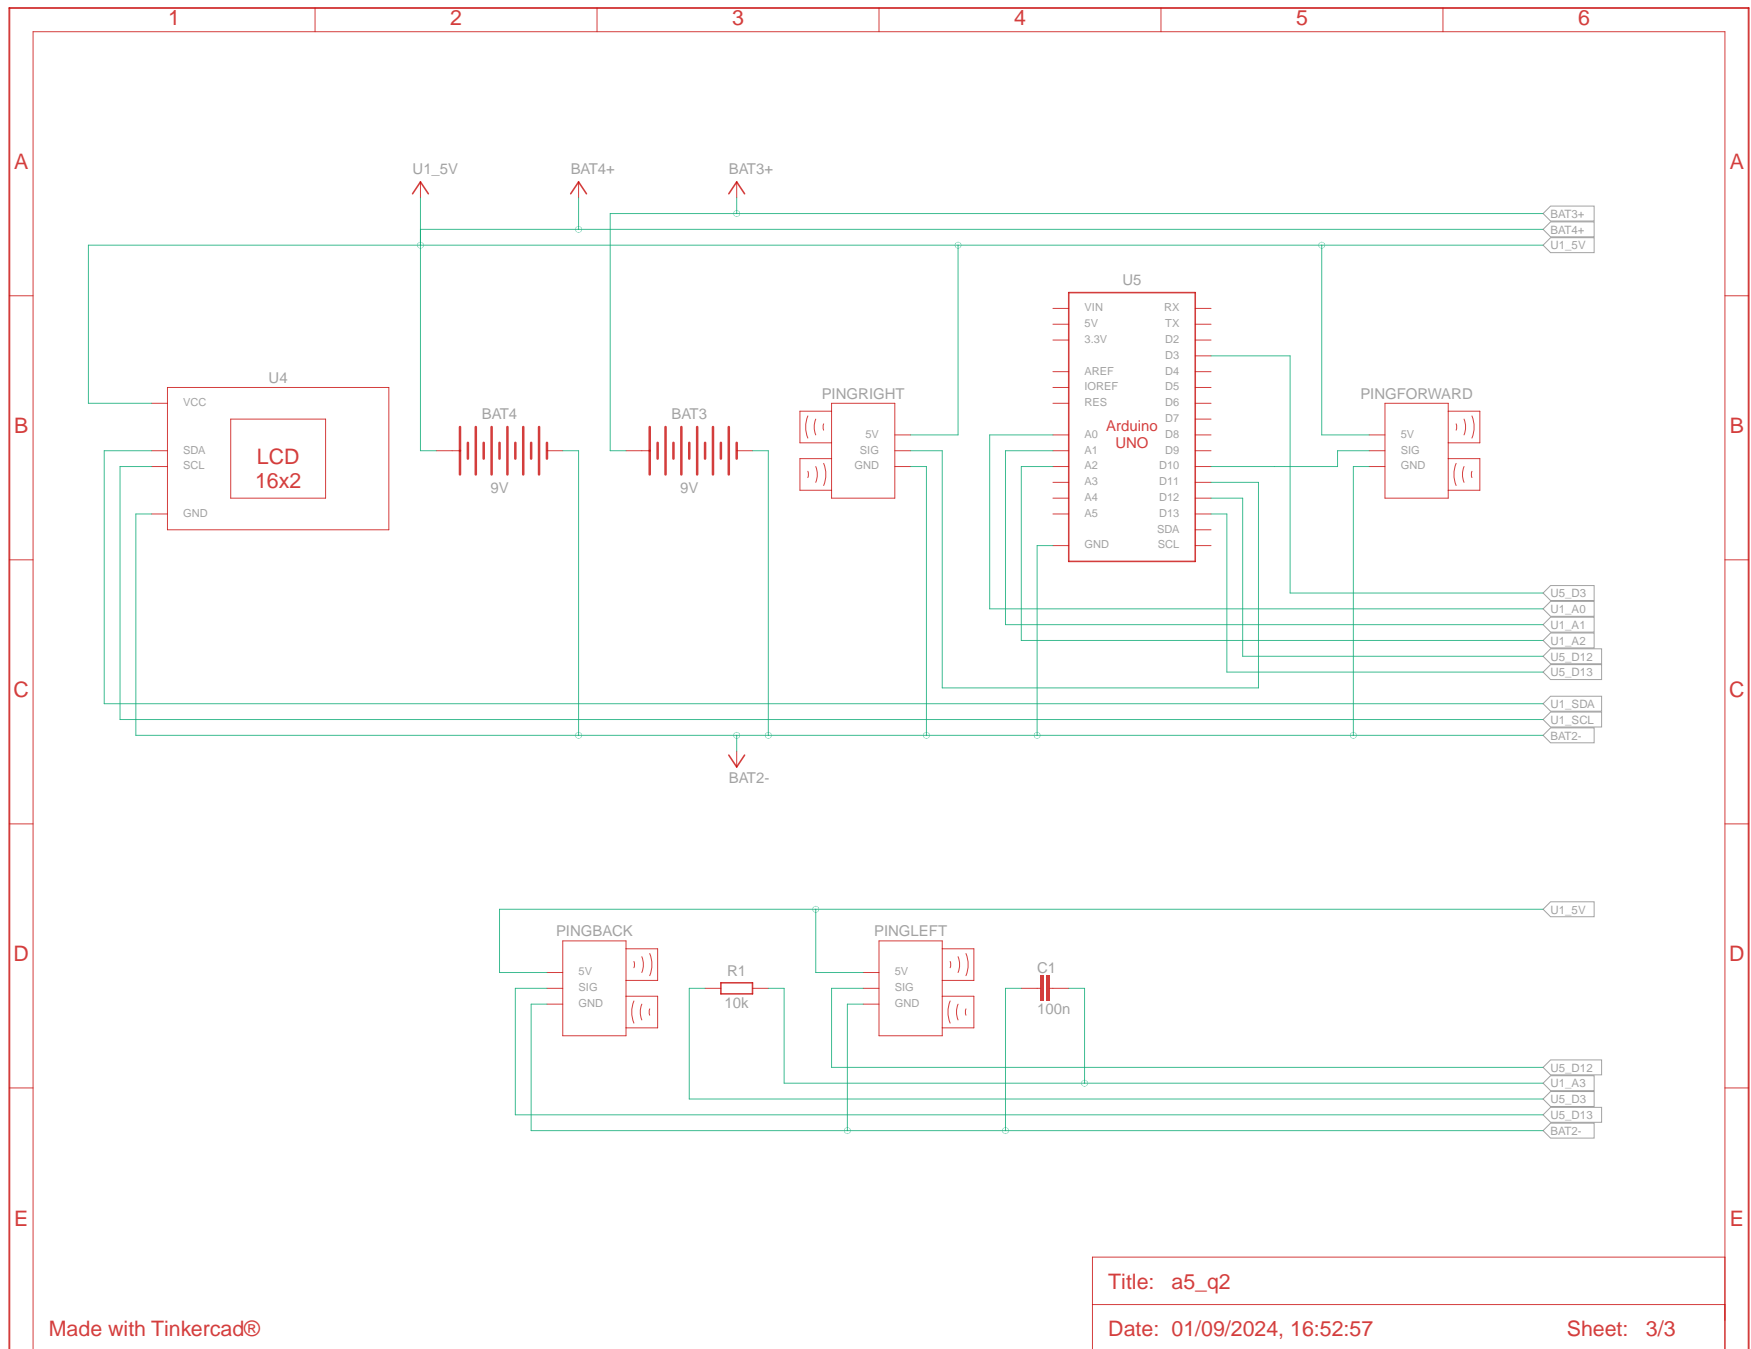 1 2 3 4 5 6
A A
U1_5V BAT4+ BAT3+
BAT3+
BAT4+
U1_5V
U5
VIN RX
5V TX
3.3V D2
D3
AREF D4
IOREF D5
RES D6
D7
A0 D8
A1 D9
A2 D10
A3 D11
A4 D12
A5 D13
SDA
GND SCL
Arduino
UNO
B B
U4
VCC
SDA
SCL
GND
LCD
16x2
BAT4
9V
BAT3
9V
PINGRIGHT
5V
SIG
GND
PINGFORWARD
5V
SIG
GND
U5_D3
U1_A0
U1_A1
U1_A2
U5_D12
U5_D13
C C
U1_SDA
U1_SCL
BAT2-
BAT2-
U1_5V
D D
PINGBACK
5V
SIG
GND
R1
10k
PINGLEFT
5V
SIG
GND
C1
100n
U5_D12
U1_A3
U5_D3
U5_D13
BAT2-
E E
Title: a5_q2
Made with Tinkercad®
Date: 01/09/2024, 16:52:57 Sheet: 3/3